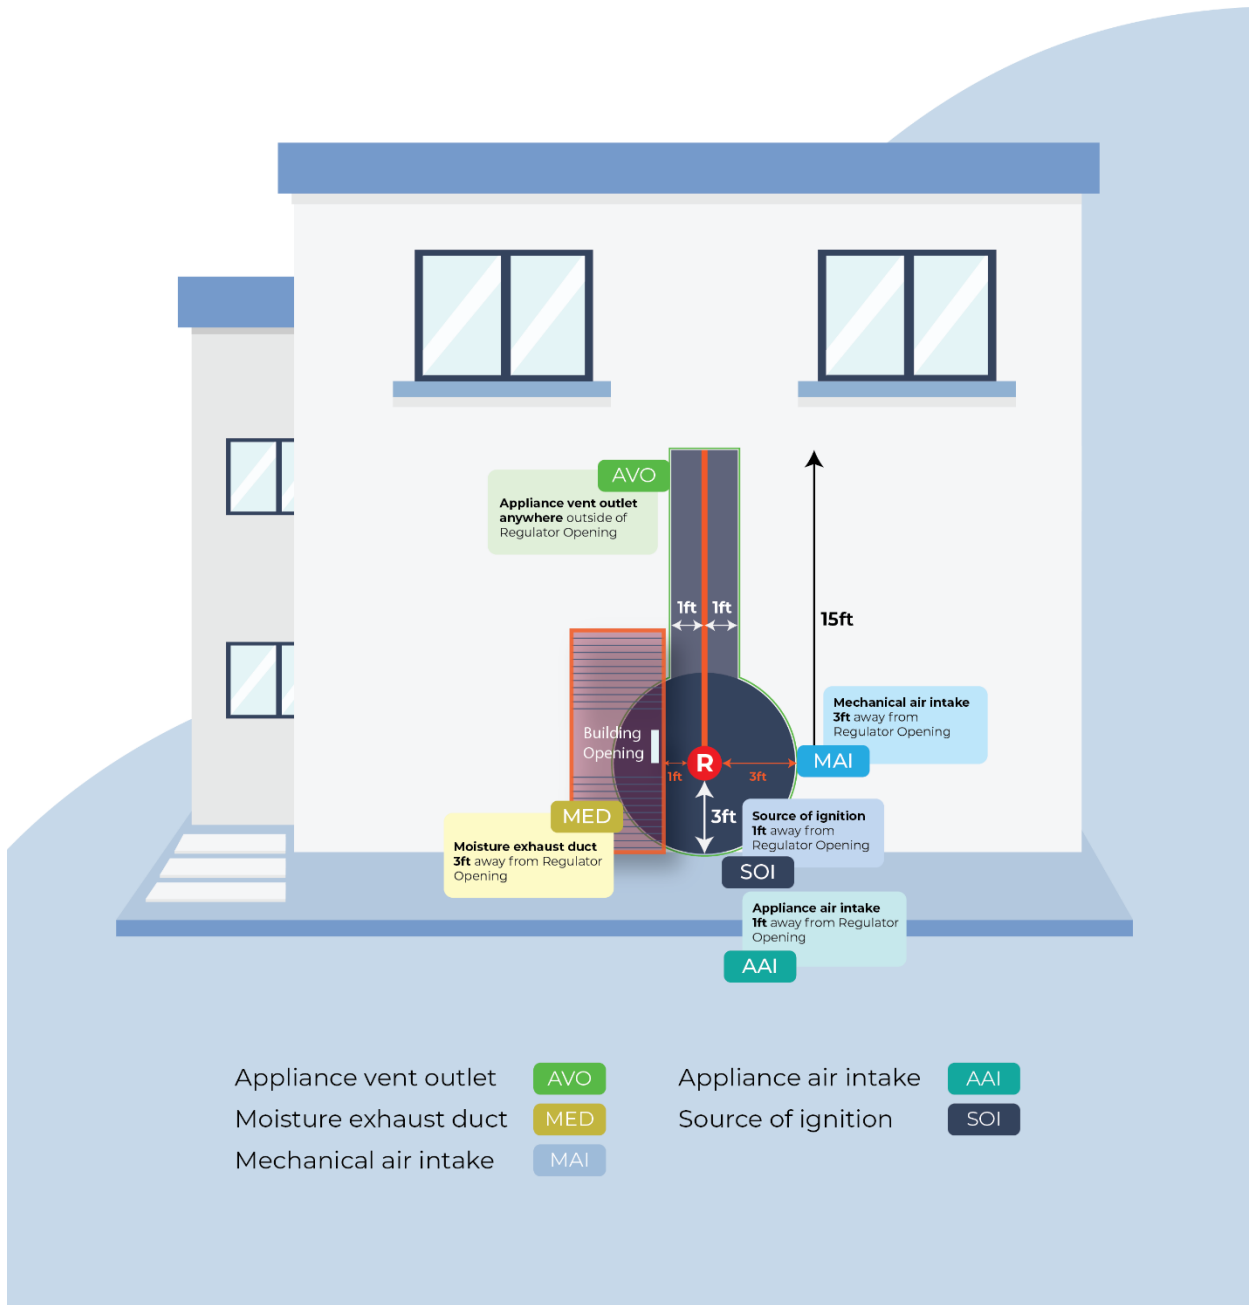 AVO
Appliance vent outlet
anywhere outside of
Regulator Opening
1ft
1ft
15ft
Building
Opening
R
1ft
3ft
3ft
Mechanical air intake
3ft away from
Regulator Opening
MAI
MED
Moisture exhaust duct
3ft away from Regulator
Opening
Source of ignition
1ft away from
Regulator Opening
SOI
Appliance air intake
1ft away from Regulator
Opening
AAI
Appliance vent outlet AVO
Moisture exhaust duct MED
Mechanical air intake MAI
Appliance air intake AAI
Source of ignition SOI